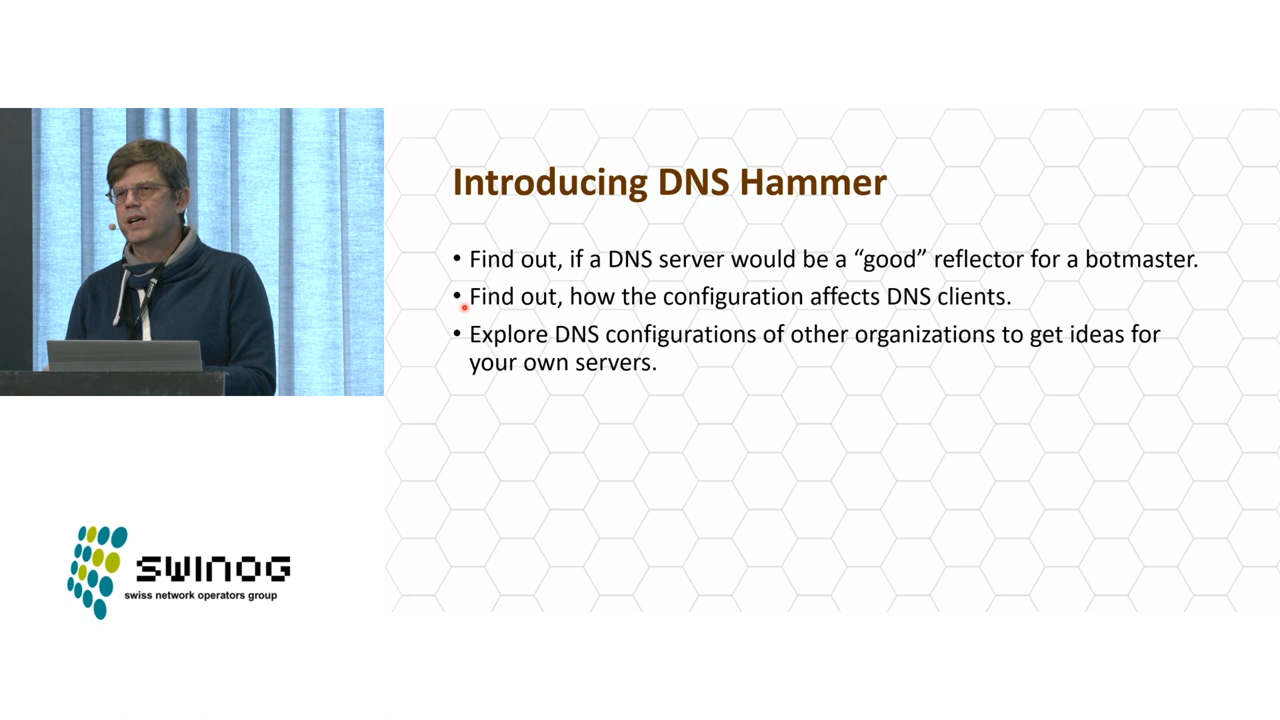 Introducing DNS Hammer
• Find out, if a DNS server would be a “good” reflector for a botmaster.
• Find out, how the configuration affects DNS clients.
• Explore DNS configurations of other organizations to get ideas for
your own servers.
SWINOG
swiss network operators group